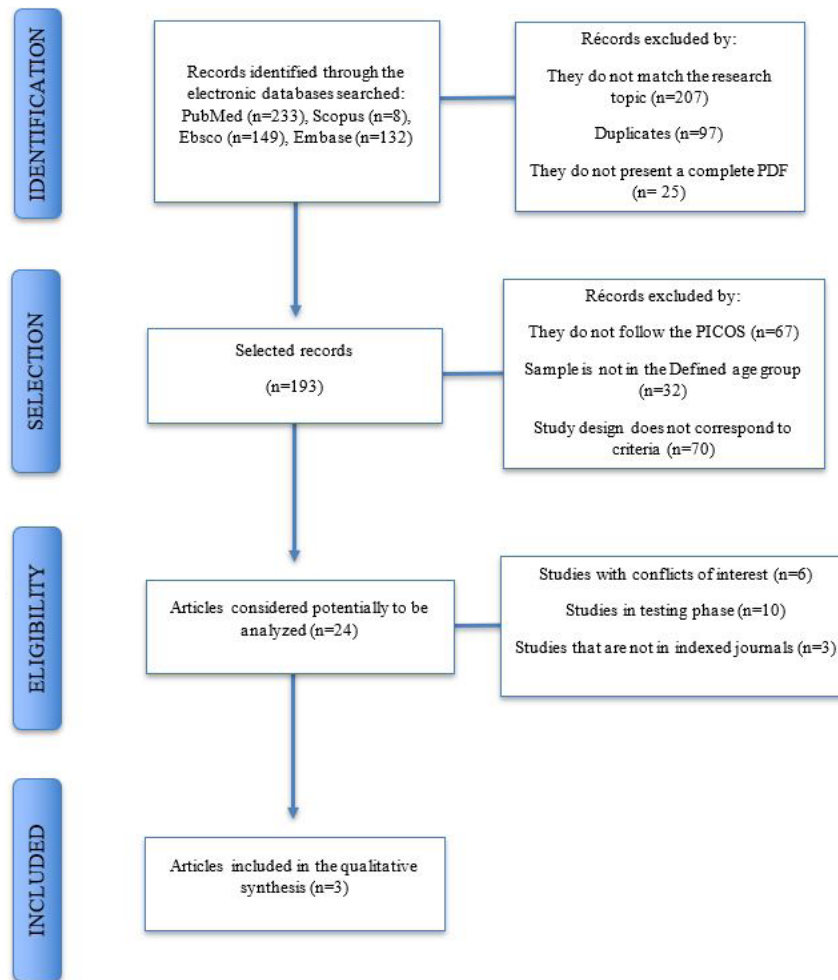 IDENTIFICATION
Records identified through the
electronic databases searched:
PubMed (n=233), Scopus (n=8),
Ebsco (n=149), Embase (n=132)
Récords excluded by:
They do not match the research
topic (n=207)
Duplicates (n=97)
They do not present a complete PDF
(n= 25)
SELECTION
Selected records
(n=193)
Récords excluded by:
They do not follow the PICOS (n=67)
Sample is not in the Defined age group
(n=32)
Study design does not correspond to
criteria (n=70)
ELIGIBILITY
Articles considered potentially to be
analyzed (n=24)
Studies with conflicts of interest (n=6)
Studies in testing phase (n=10)
Studies that are not in indexed journals (n=3)
INCLUDED
Articles included in the qualitative
synthesis (n=3)